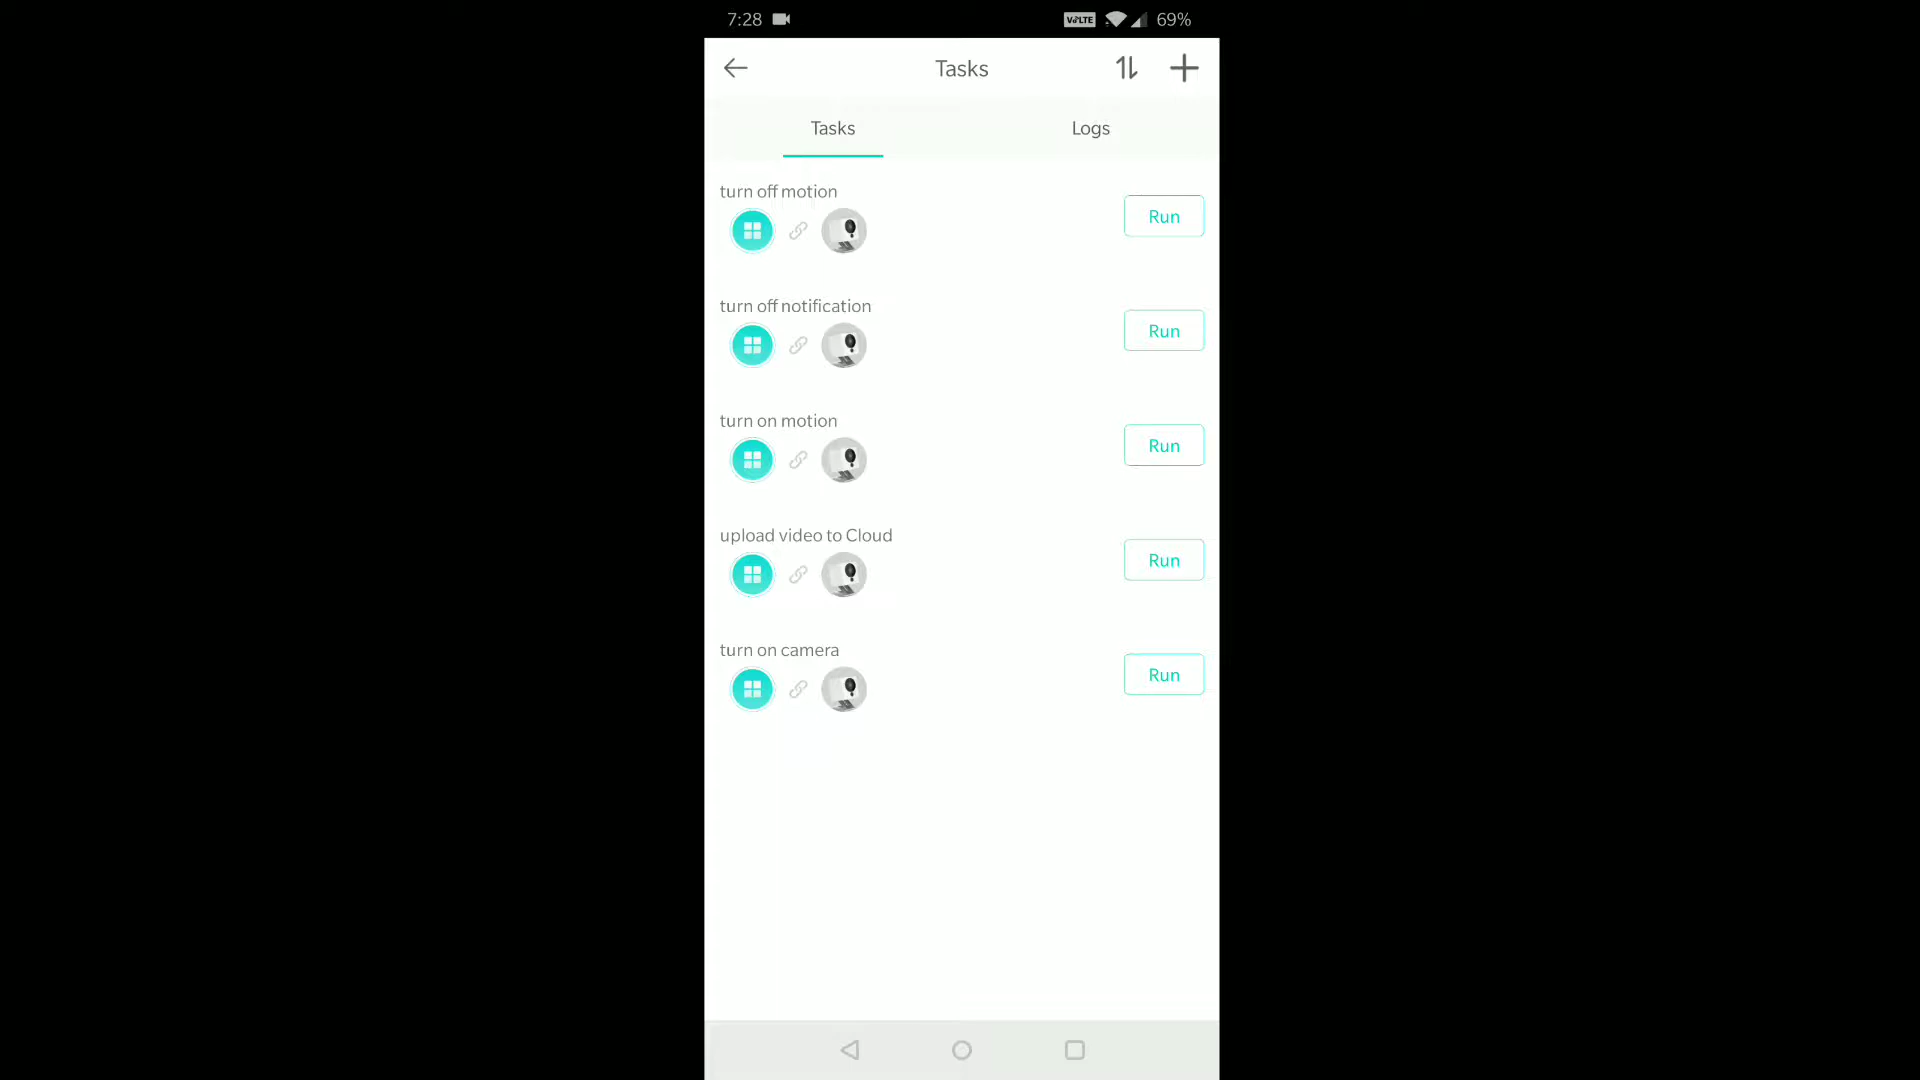 7:28 VoLTE 69%
Tasks
Tasks Logs
turn off motion
Run
turn off notification
Run
turn on motion
Run
upload video to Cloud
Run
turn on camera
Run